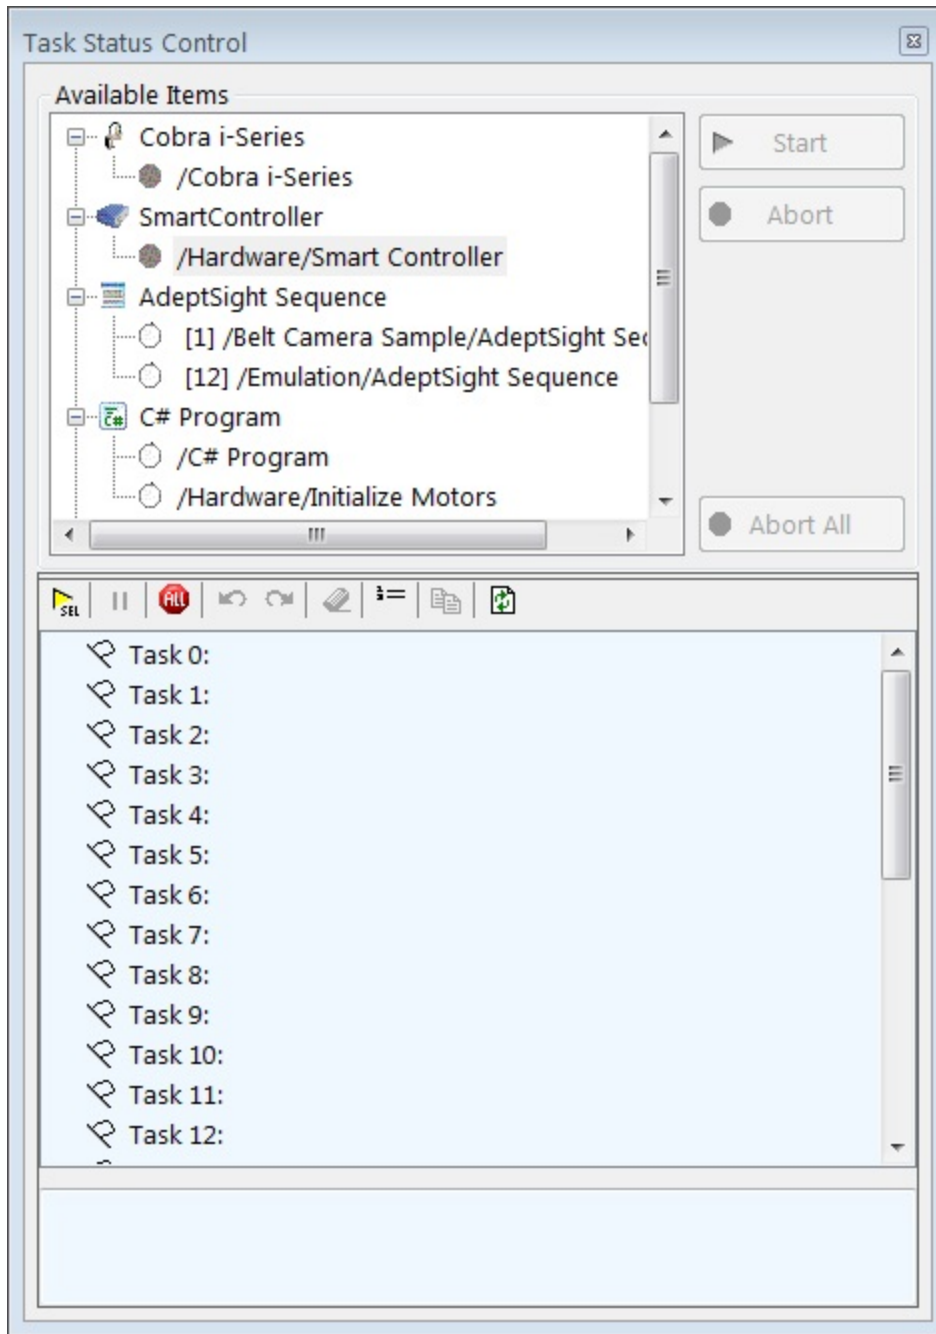 Task Status Control
Available Items
Cobra i-Series
/Cobra i-Series
SmartController
/Hardware/Smart Controller
AdeptSight Sequence
[1] /Belt Camera Sample/AdeptSight Se
[12] /Emulation/AdeptSight Sequence
C# Program
/C# Program
/Hardware/Initialize Motors
Start
Abort
Abort All
SEL
ALL
Task 0:
Task 1:
Task 2:
Task 3:
Task 4:
Task 5:
Task 6:
Task 7:
Task 8:
Task 9:
Task 10:
Task 11:
Task 12: